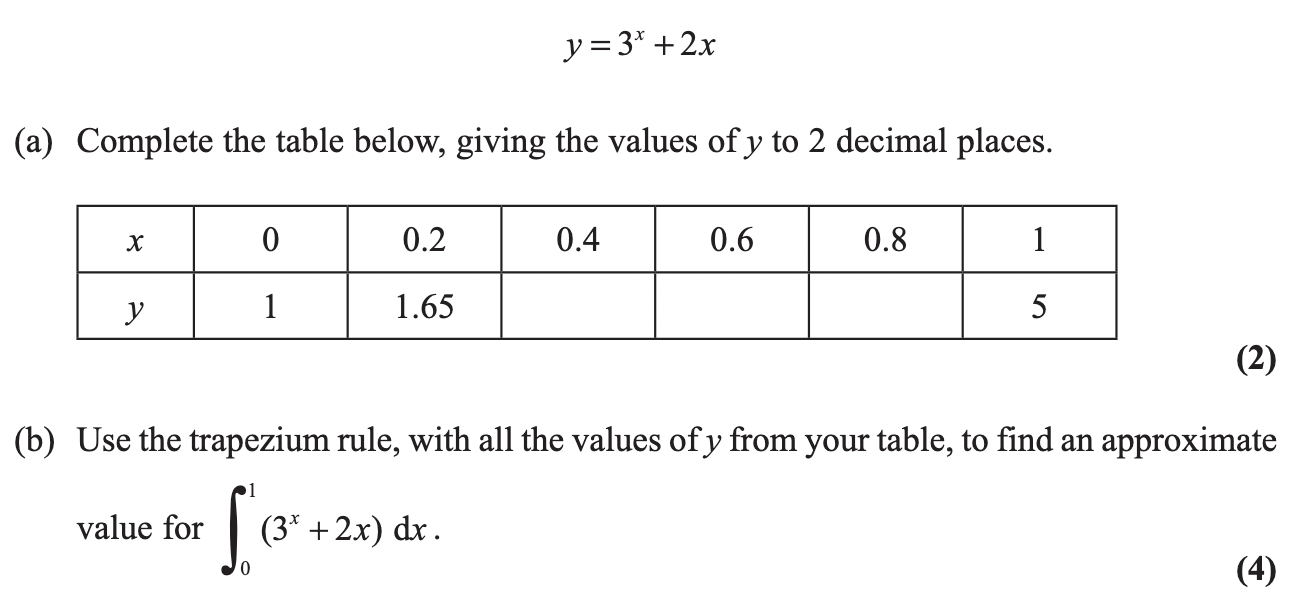 y = 3^x + 2x
(a) Complete the table below, giving the values of y to 2 decimal places.
x 0 0.2 0.4 0.6 0.8 1
y 1 1.65 5
(2)
(b) Use the trapezium rule, with all the values of y from your table, to find an approximate
value for ∫₀¹ (3^x + 2x) dx .
(4)